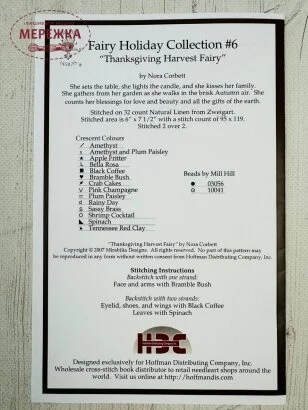 ВИШИВАЛЬНА
МЕРЕЖКА
Fairy Holiday Collection #6
"Thanksgiving Harvest Fairy"
by Nora Corbett
She sets the table, she lights the candle, and she kisses her family.
She gathers from her garden as she walks in the brisk Autumn air. She
counts her blessings for love and beauty and all the gifts of the earth.
Stitched on 32 count Natural Linen from Zweigart.
Stitched area is 6" x 7 1/2" with a stitch count of 95 x 119.
Stitched 2 over 2.
Crescent Colours
Amethyst
Amethyst and Plum Paisley
Apple Fritter
Bella Rosa
Black Coffee
Bramble Bush
Crab Cakes
Pink Champagne
Plum Paisley
Rainy Day
Sassy Brass
Shrimp Cocktail
Spinach
Tennessee Red Clay
Beads by Mill Hill
03056
10041
"Thanksgiving Harvest Fairy" by Nora Corbett
Copyright © 2007 Mirabilia Designs. All rights reserved. No part of this pattern may
be reproduced in any form without written consent from Hoffman Distributing Company, Inc.
Stitching Instructions
Backstitch with one strand:
Face and arms with Bramble Bush
Backstitch with two strands:
Eyelid, shoes, and wings with Black Coffee
Leaves with Spinach
HDC
Designed exclusively for Hoffman Distributing Company, Inc.
Wholesale cross-stitch book distributor to retail needleart shops around the
world. Visit us online at http://hoffmandis.com